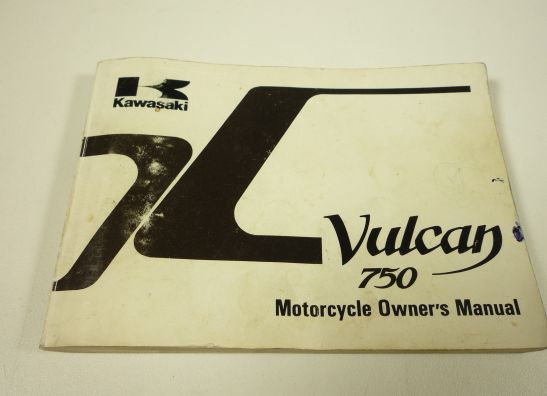 Kawasaki
Vulcan
750
Motorcycle Owner's Manual